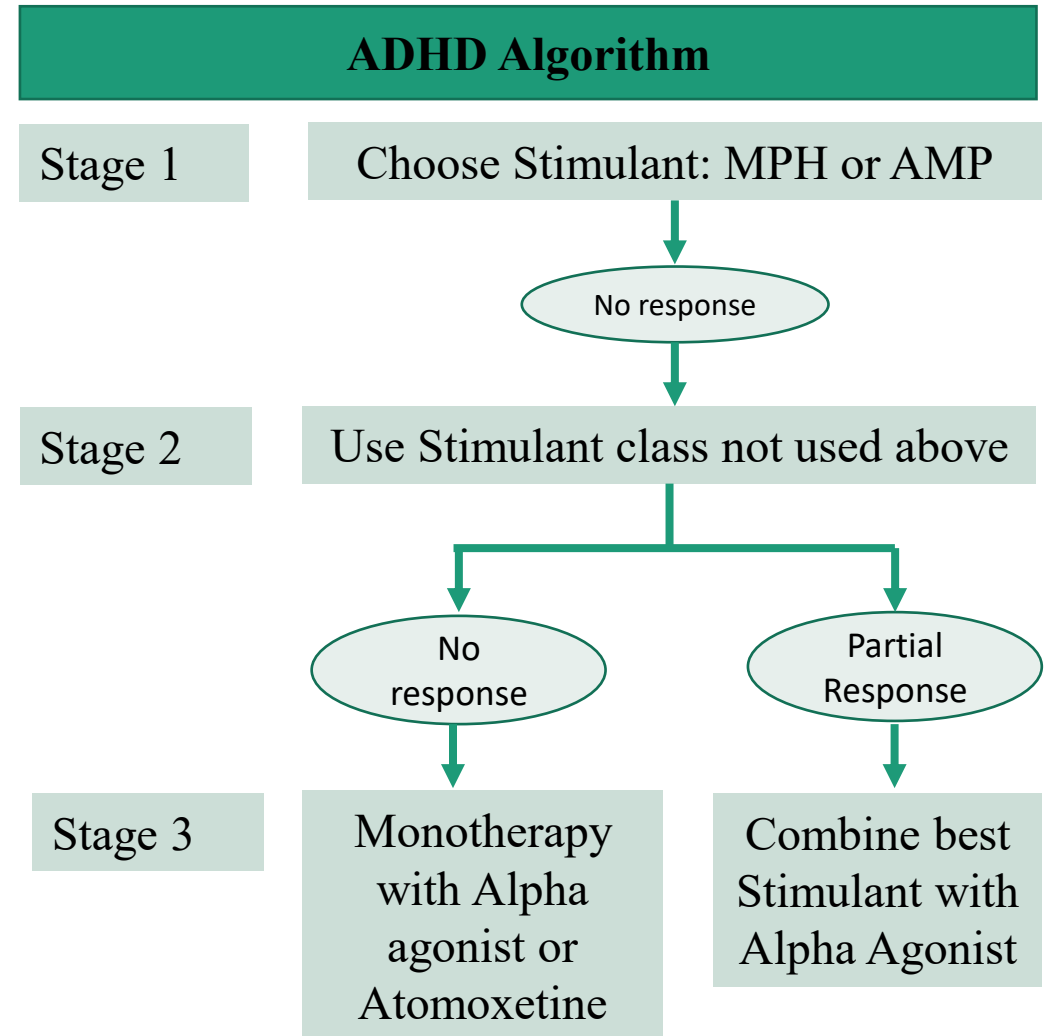 ADHD Algorithm
Stage 1
Choose Stimulant: MPH or AMP
No response
Stage 2
Use Stimulant class not used above
No
response
Partial
Response
Stage 3
Monotherapy
with Alpha
agonist or
Atomoxetine
Combine best
Stimulant with
Alpha Agonist